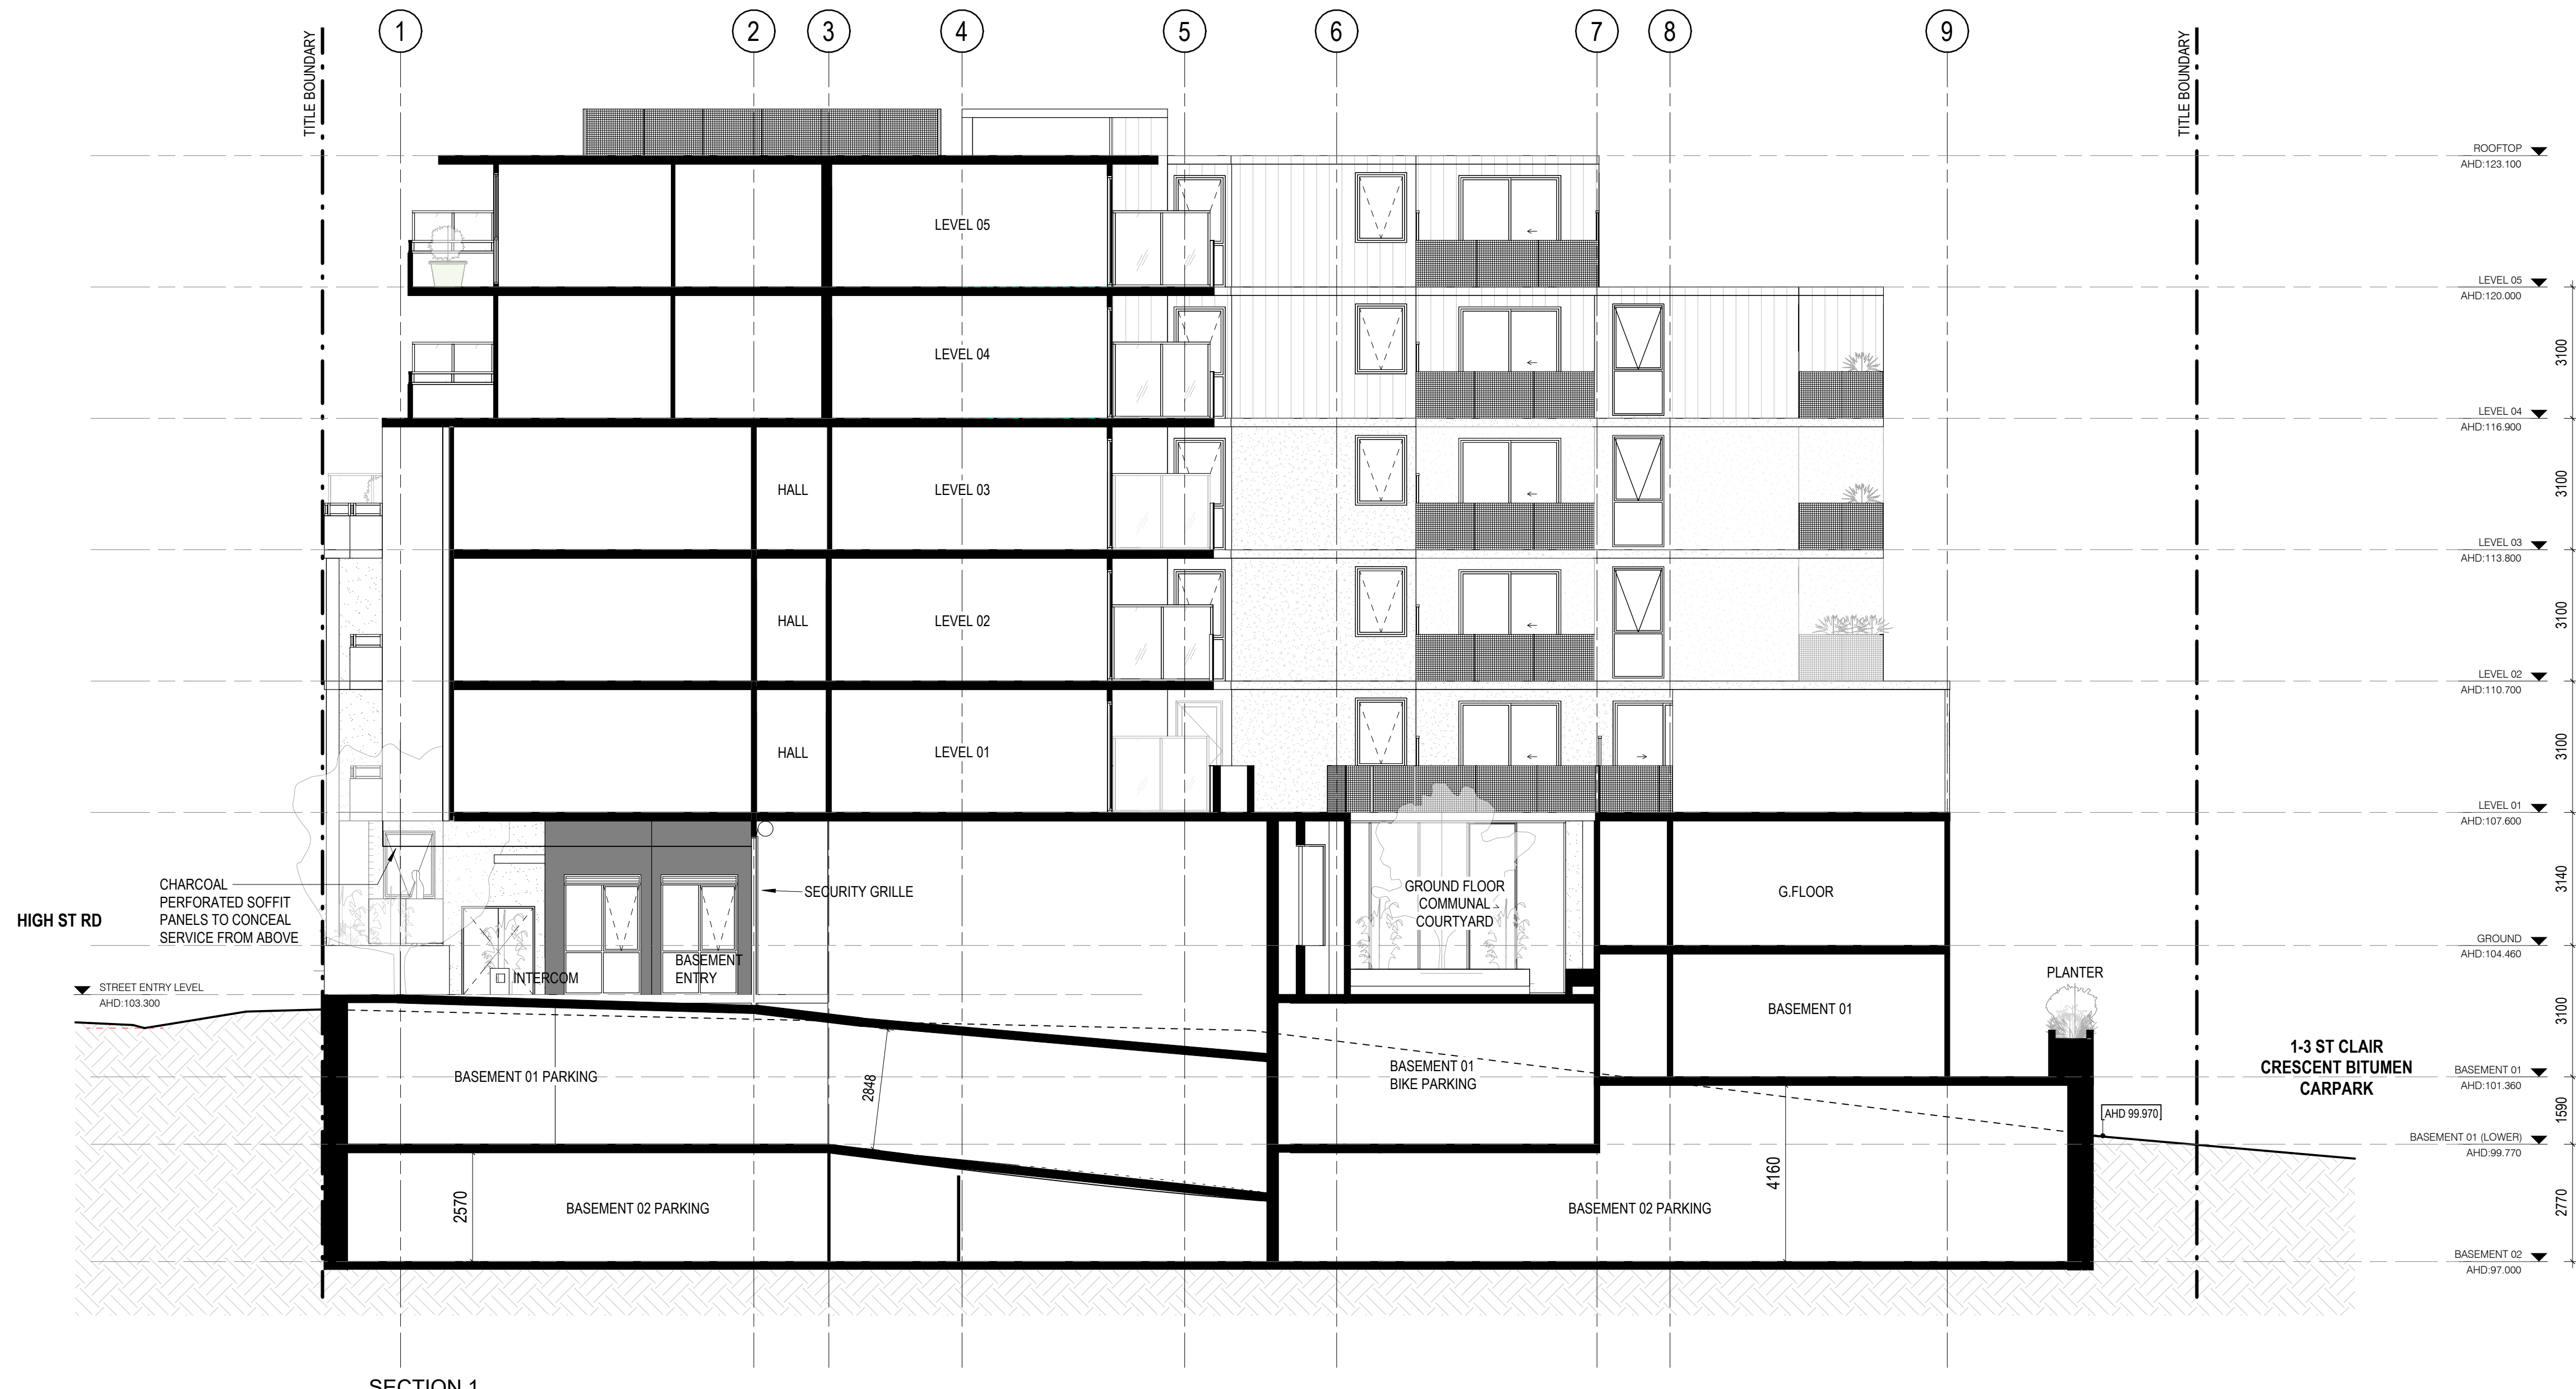 1
2
3
4
5
6
7
8
9
TITLE BOUNDARY
TITLE BOUNDARY
ROOFTOP
AHD:123.100
LEVEL 05
LEVEL 05
AHD:120.000
LEVEL 04
3100
LEVEL 04
AHD:116.900
HALL
LEVEL 03
3100
LEVEL 03
AHD:113.800
HALL
LEVEL 02
3100
LEVEL 02
AHD:110.700
HALL
LEVEL 01
3100
LEVEL 01
AHD:107.600
CHARCOAL
PERFORATED SOFFIT
PANELS TO CONCEAL
SERVICE FROM ABOVE
HIGH ST RD
SECURITY GRILLE
GROUND FLOOR
COMMUNAL
COURTYARD
G.FLOOR
3140
GROUND
AHD:104.460
BASEMENT
ENTRY
INTERCOM
STREET ENTRY LEVEL
AHD:103.300
PLANTER
BASEMENT 01
3100
1-3 ST CLAIR
CRESCENT BITUMEN
CARPARK
BASEMENT 01 PARKING
2848
BASEMENT 01
BIKE PARKING
BASEMENT 01
AHD:101.360
AHD 99.970
1590
BASEMENT 01 (LOWER)
AHD:99.770
2570
BASEMENT 02 PARKING
4160
BASEMENT 02 PARKING
2770
BASEMENT 02
AHD:97.000
SECTION 1